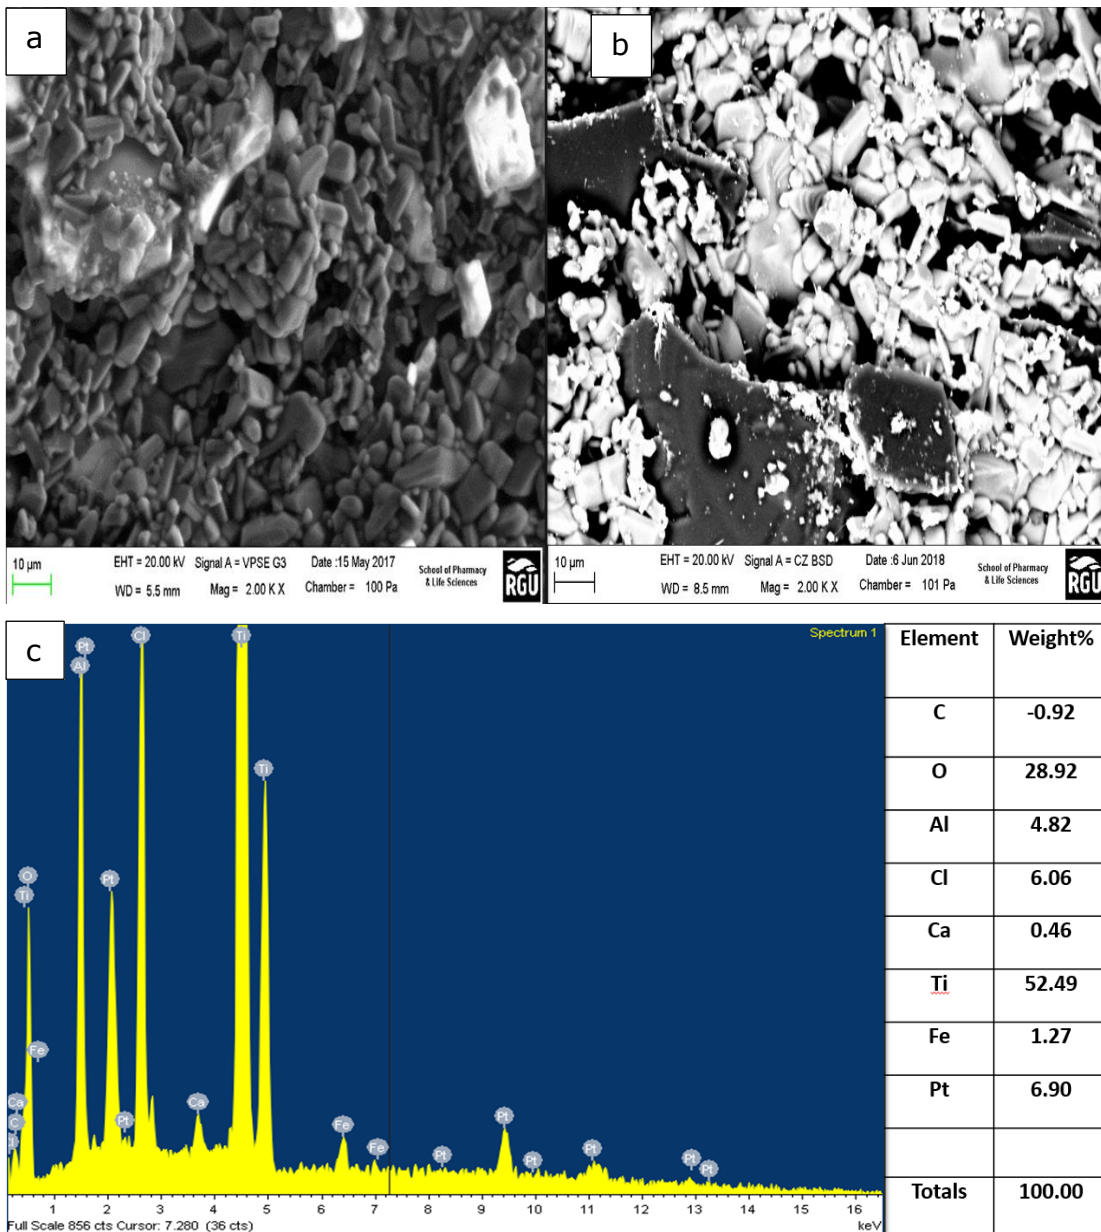 a
b
10 µm
EHT = 20.00 kV Signal A = VPSE G3 Date :15 May 2017
WD = 5.5 mm Mag = 2.00 K X Chamber = 100 Pa
School of Pharmacy
& Life Sciences
RGU
10 µm
EHT = 20.00 kV Signal A = CZ BSD Date :6 Jun 2018
WD = 8.5 mm Mag = 2.00 K X Chamber = 101 Pa
School of Pharmacy
& Life Sciences
RGU
c
Spectrum 1
Pt
Al
Cl
Ti
Ti
O
Ti
Pt
Fe
Ca
C
Cl
Pt
Ca
Fe
Fe
Pt
Pt
Pt
Pt
Pt
Pt
1 2 3 4 5 6 7 8 9 10 11 12 13 14 15 16
Full Scale 856 cts Cursor: 7.280 (36 cts) keV
Element Weight%
C -0.92
O 28.92
Al 4.82
Cl 6.06
Ca 0.46
Ti 52.49
Fe 1.27
Pt 6.90
Totals 100.00